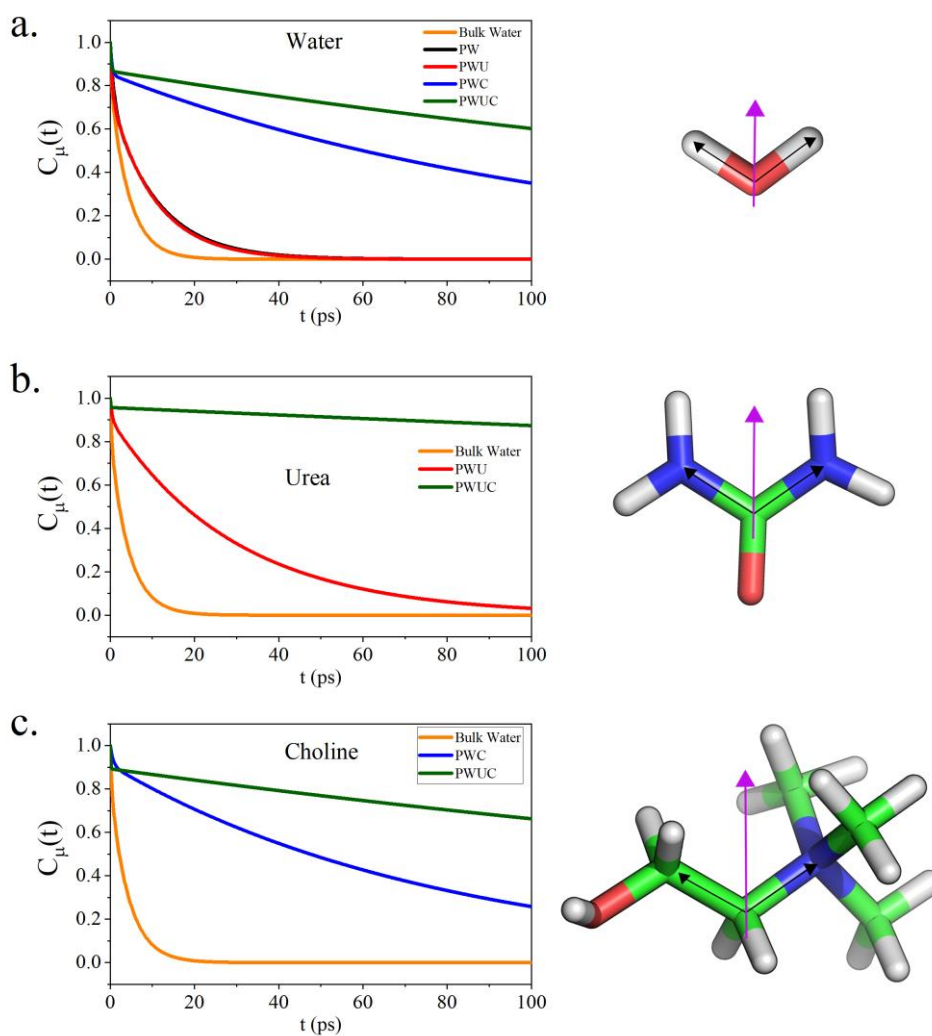 a.
Water
Bulk Water
PW
PWU
PWC
PWUC
1.0
0.8
0.6
0.4
0.2
0.0
Cμ(t)
0 20 40 60 80 100
t (ps)
b.
Urea
Bulk Water
PWU
PWUC
1.0
0.8
0.6
0.4
0.2
0.0
Cμ(t)
0 20 40 60 80 100
t (ps)
c.
Choline
Bulk Water
PWC
PWUC
1.0
0.8
0.6
0.4
0.2
0.0
Cμ(t)
0 20 40 60 80 100
t (ps)